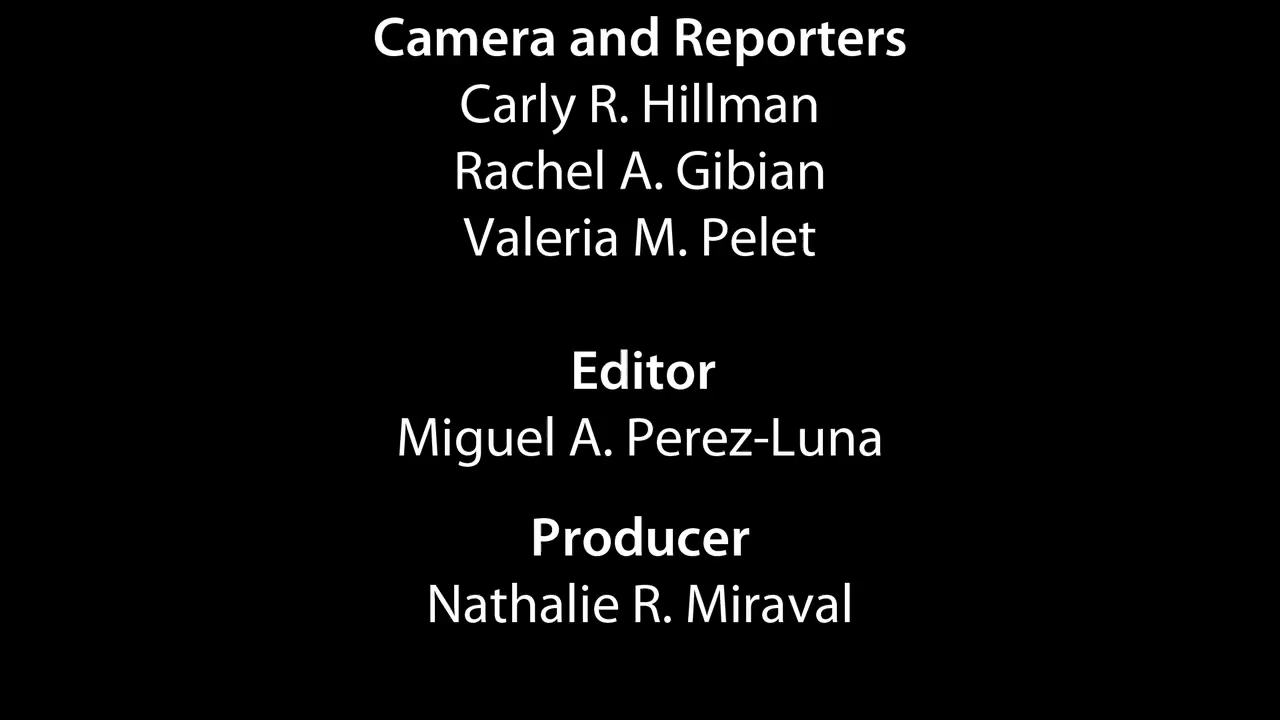 Camera and Reporters
Carly R. Hillman
Rachel A. Gibian
Valeria M. Pelet
Editor
Miguel A. Perez-Luna
Producer
Nathalie R. Miraval